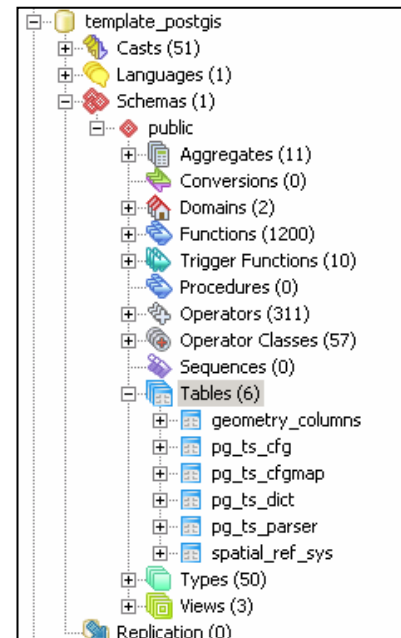 template_postgis
Casts (51)
Languages (1)
Schemas (1)
public
Aggregates (11)
Conversions (0)
Domains (2)
Functions (1200)
Trigger Functions (10)
Procedures (0)
Operators (311)
Operator Classes (57)
Sequences (0)
Tables (6)
geometry_columns
pg_ts_cfg
pg_ts_cfgmap
pg_ts_dict
pg_ts_parser
spatial_ref_sys
Types (50)
Views (3)
Replication (0)